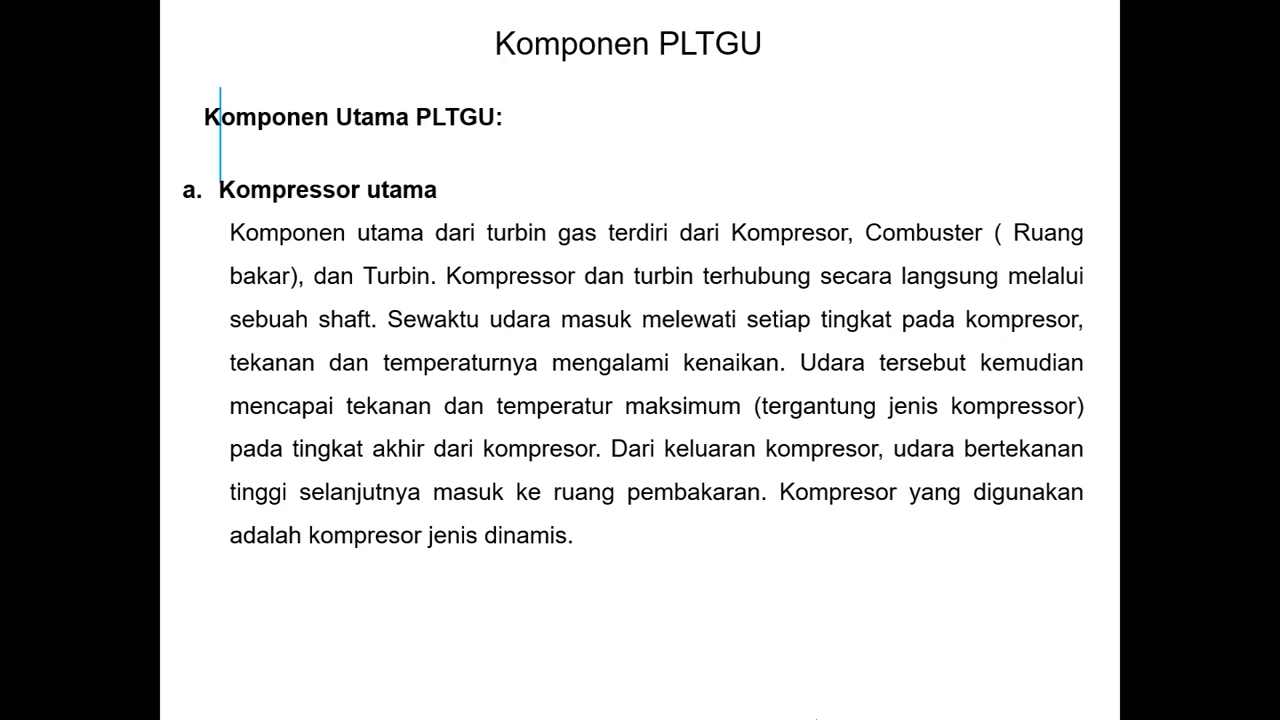 Komponen PLTGU
Komponen Utama PLTGU:
a. Kompressor utama
Komponen utama dari turbin gas terdiri dari Kompresor, Combuster ( Ruang
bakar), dan Turbin. Kompressor dan turbin terhubung secara langsung melalui
sebuah shaft. Sewaktu udara masuk melewati setiap tingkat pada kompresor,
tekanan dan temperaturnya mengalami kenaikan. Udara tersebut kemudian
mencapai tekanan dan temperatur maksimum (tergantung jenis kompressor)
pada tingkat akhir dari kompresor. Dari keluaran kompresor, udara bertekanan
tinggi selanjutnya masuk ke ruang pembakaran. Kompresor yang digunakan
adalah kompresor jenis dinamis.